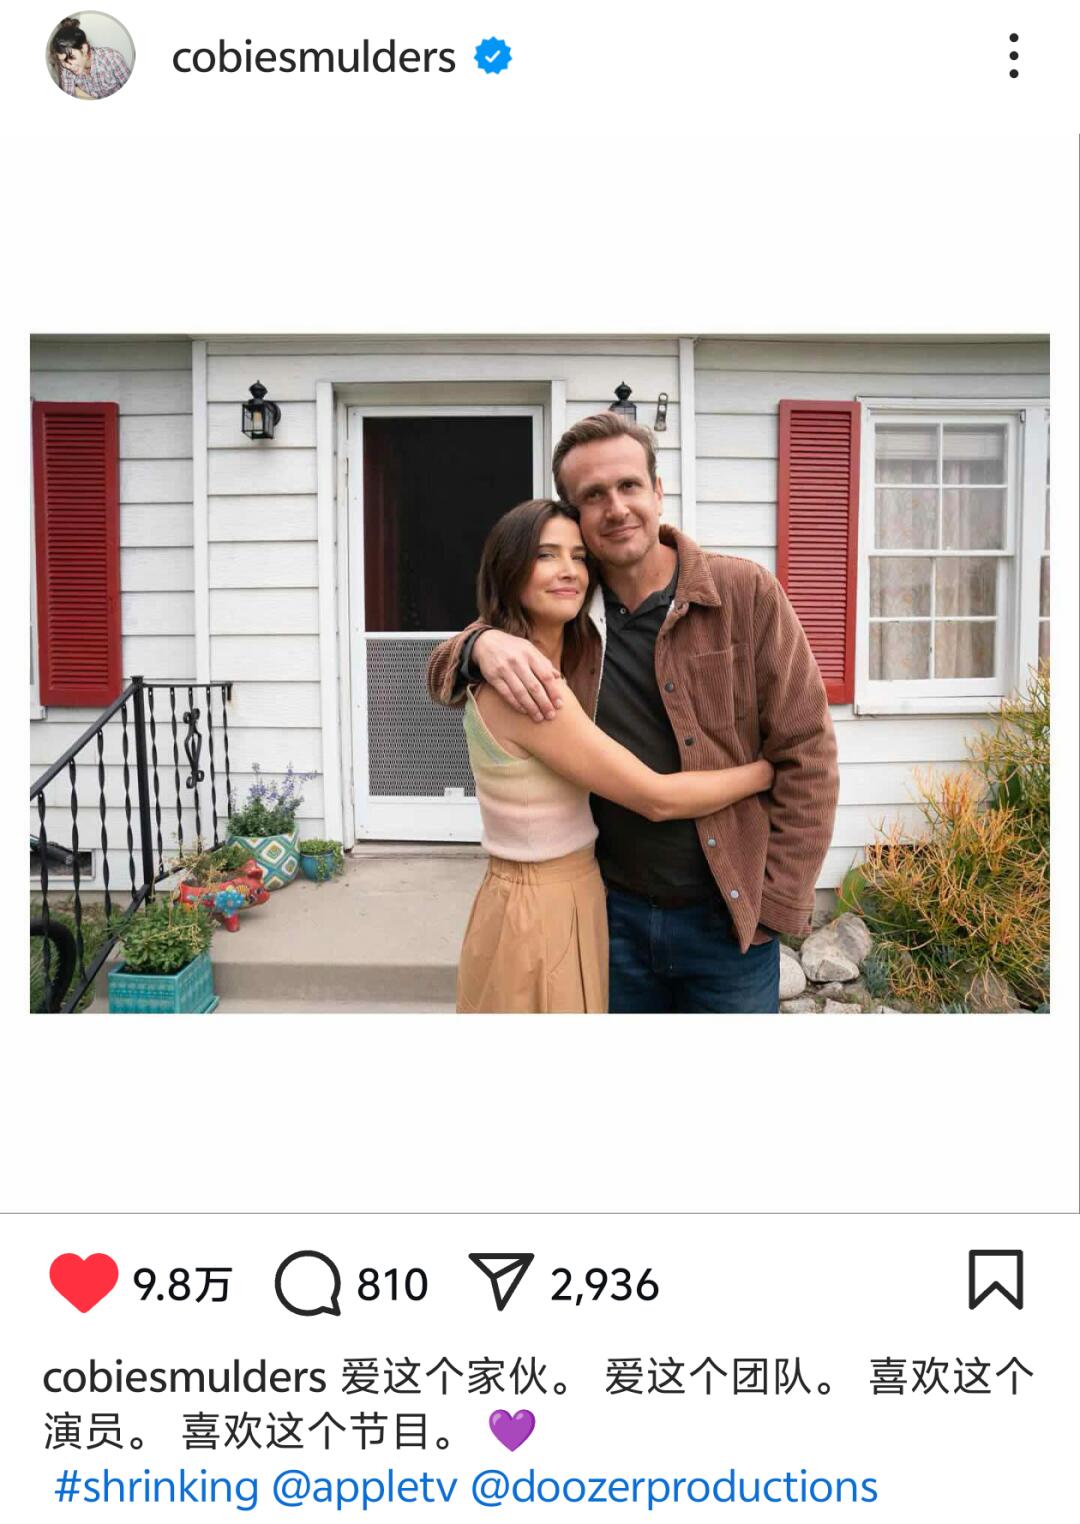 cobiesmulders
9.8万 810 2,936
cobiesmulders 爱这个家伙。 爱这个团队。 喜欢这个
演员。 喜欢这个节目。 💜
#shrinking @appletv @doozerproductions